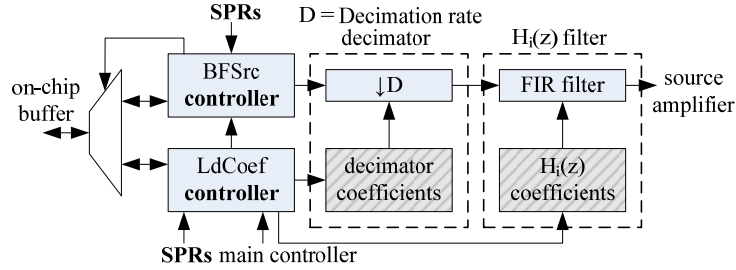 SPRs
D = Decimation rate
decimator
Hi(z) filter
on-chip
buffer
BFSrc
controller
↓D
FIR filter
source
amplifier
LdCoef
controller
decimator
coefficients
Hi(z)
coefficients
SPRs main controller